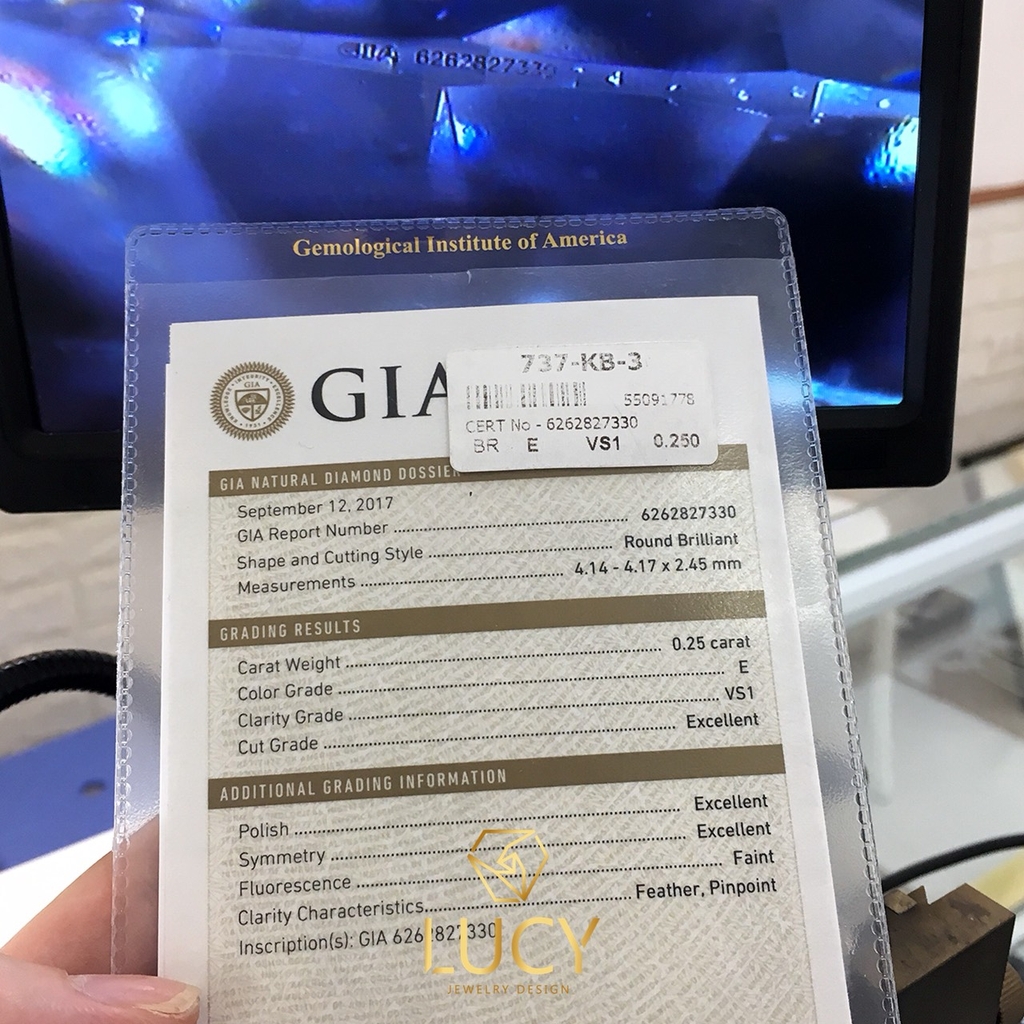 GIA 6262827330
Gemological Institute of America
GIA
737-KB-3
55091778
CERT No - 6262827330
BR E VS1 0.250
GIA NATURAL DIAMOND DOSSIER
September 12, 2017
GIA Report Number 6262827330
Shape and Cutting Style Round Brilliant
Measurements 4.14 - 4.17 x 2.45 mm
GRADING RESULTS
Carat Weight 0.25 carat
Color Grade E
Clarity Grade VS1
Cut Grade Excellent
ADDITIONAL GRADING INFORMATION
Polish Excellent
Symmetry Excellent
Fluorescence Faint
Clarity Characteristics Feather, Pinpoint
Inscription(s): GIA 6262827330
LUCY
JEWELRY DESIGN